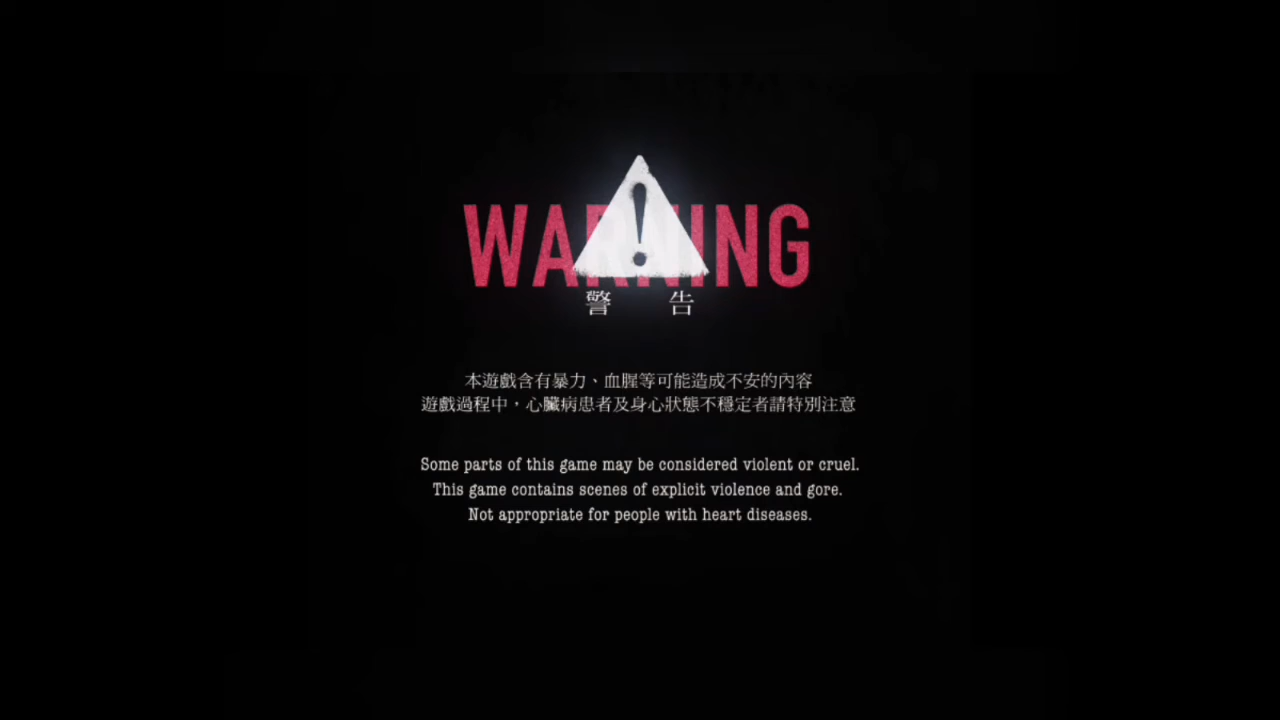 WARNING
警告
本遊戲含有暴力、血腥等可能造成不安的內容
遊戲過程中，心臟病患者及身心狀態不穩定者請特別注意
Some parts of this game may be considered violent or cruel.
This game contains scenes of explicit violence and gore.
Not appropriate for people with heart diseases.